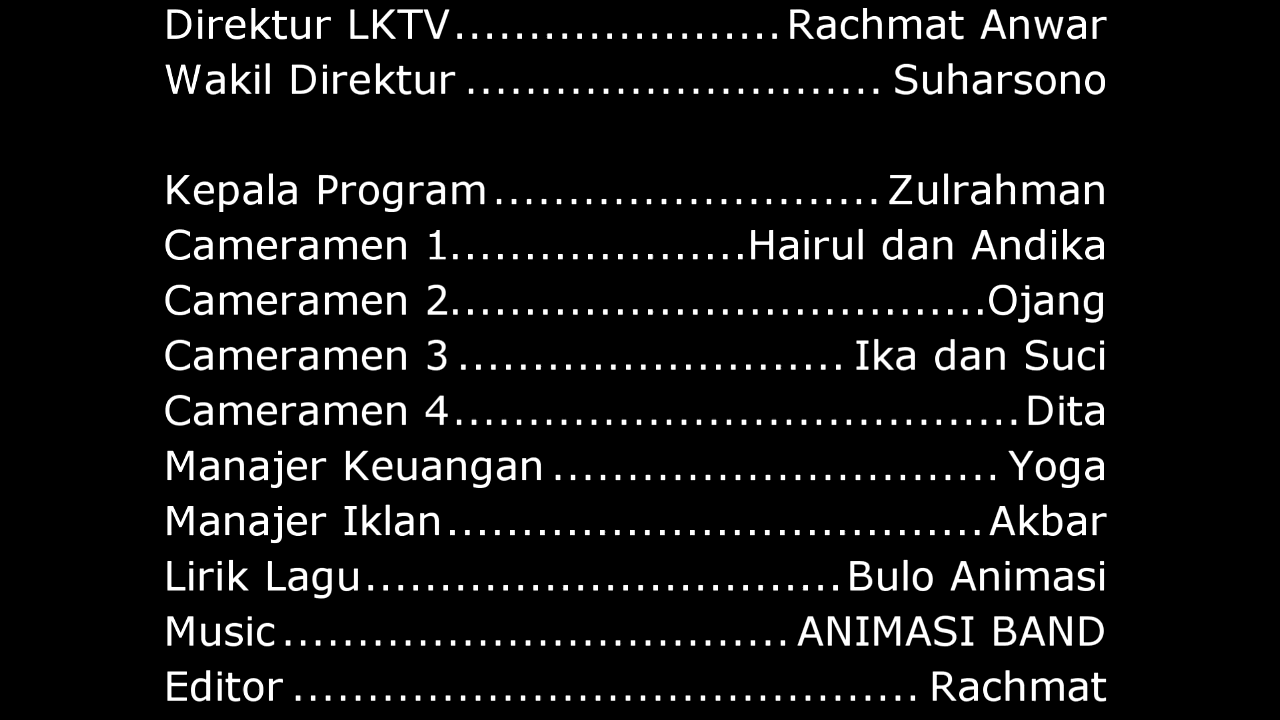 Direktur LKTV...................... Rachmat Anwar
Wakil Direktur ............................ Suharsono
Kepala Program .......................... Zulrahman
Cameramen 1....................Hairul dan Andika
Cameramen 2....................................Ojang
Cameramen 3 .......................... Ika dan Suci
Cameramen 4...................................... Dita
Manajer Keuangan .............................. Yoga
Manajer Iklan.................................... Akbar
Lirik Lagu................................ Bulo Animasi
Music .................................. ANIMASI BAND
Editor .......................................... Rachmat